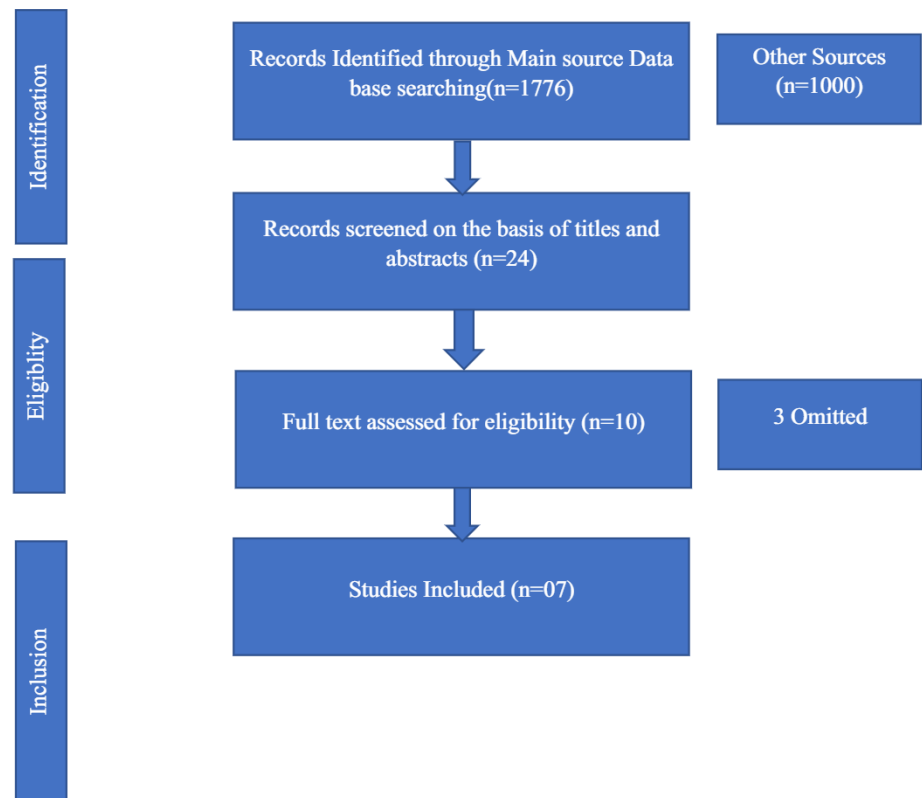 Identification
Records Identified through Main source Data
base searching(n=1776)
Other Sources
(n=1000)
Records screened on the basis of titles and
abstracts (n=24)
Eligiblity
Full text assessed for eligibility (n=10)
3 Omitted
Inclusion
Studies Included (n=07)